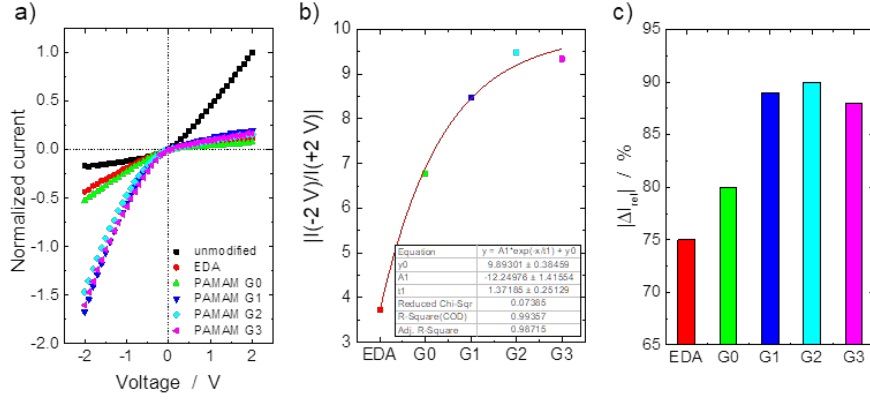 a)
Normalized current
1.0
0.5
0.0
-0.5
-1.0
-1.5
-2.0
unmodified
EDA
PAMAM G0
PAMAM G1
PAMAM G2
PAMAM G3
-2 -1 0 1 2
Voltage / V
b)
|I(-2 V)/I(+2 V)|
10
9
8
7
6
5
4
3
Equation y = A1*exp(-x/t1) + y0
y0 9.89301 ± 0.38459
A1 -12.24976 ± 1.41554
t1 1.37185 ± 0.25129
Reduced Chi-Sqr 0.07385
R-Square(COD) 0.99357
Adj. R-Square 0.98715
EDA G0 G1 G2 G3
c)
|ΔI_rel| / %
95
90
85
80
75
70
65
EDA G0 G1 G2 G3